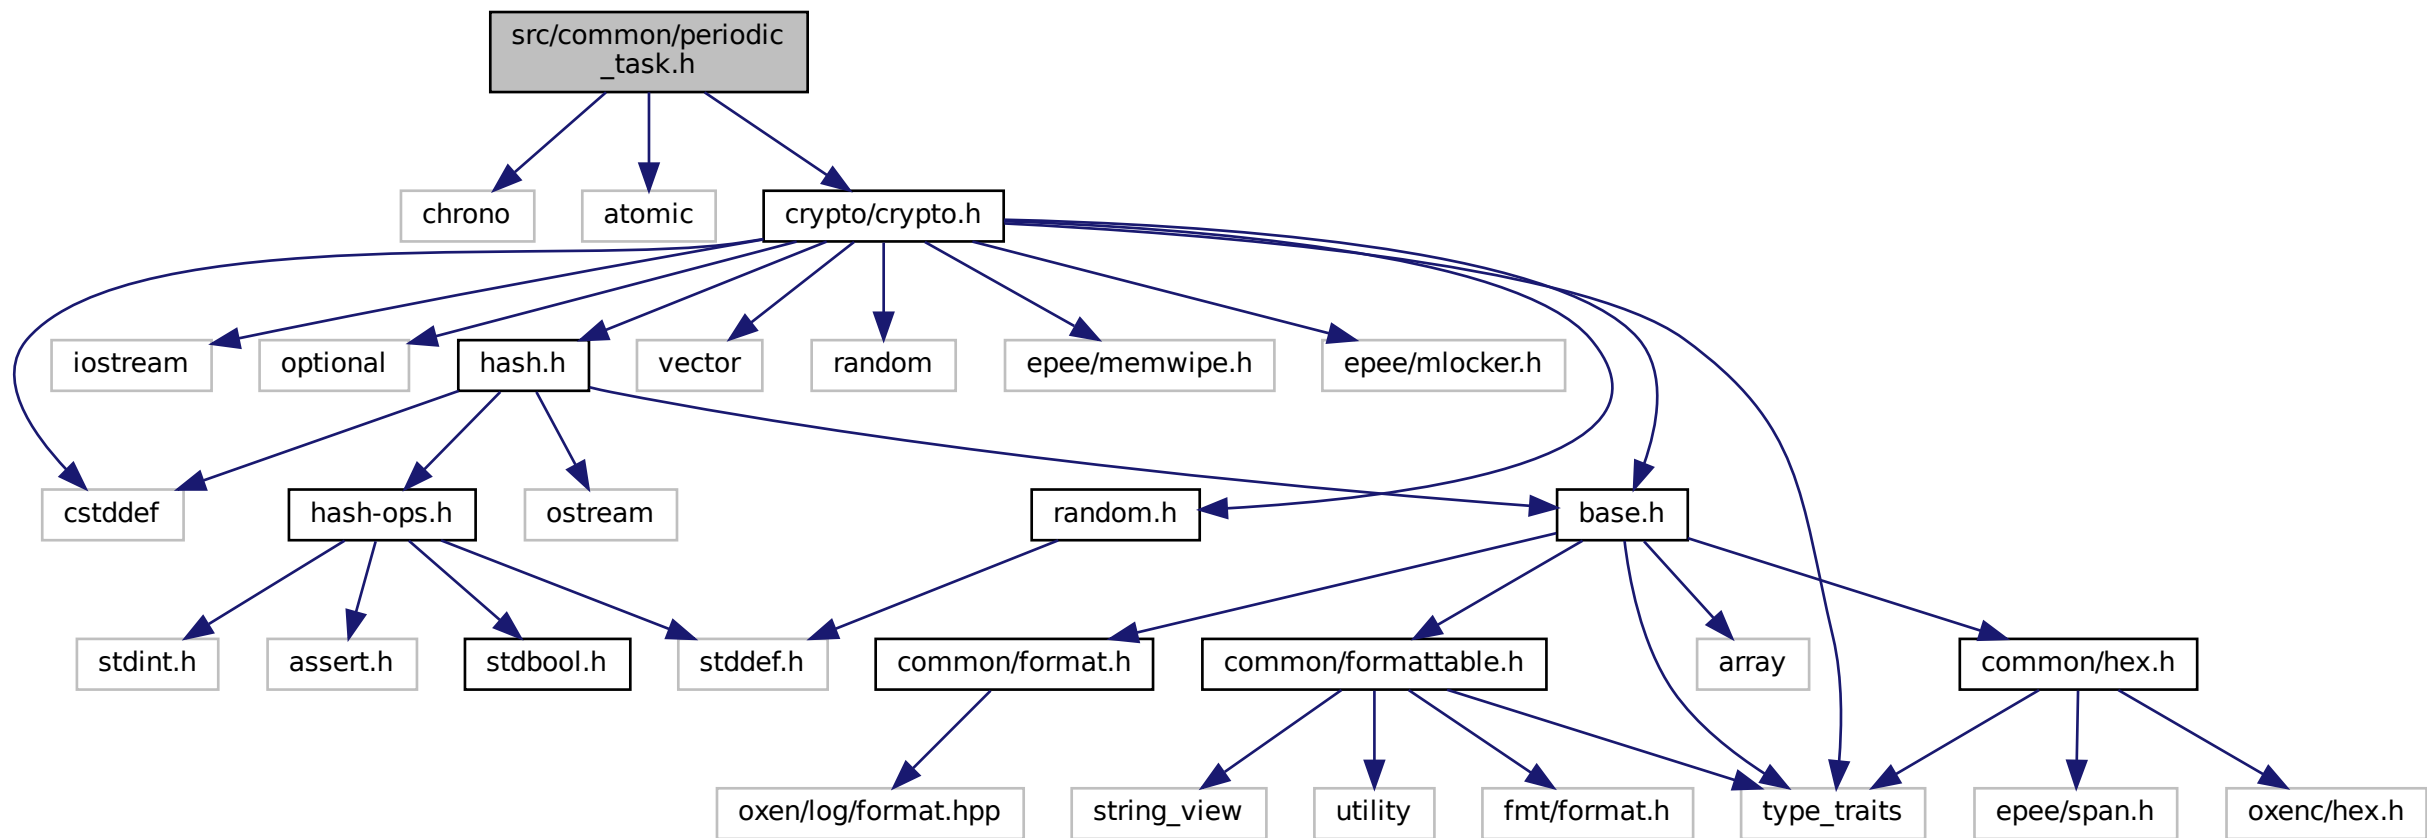 src/common/periodic
_task.h
chrono
atomic
crypto/crypto.h
iostream
optional
hash.h
vector
random
epee/memwipe.h
epee/mlocker.h
cstddef
hash-ops.h
ostream
random.h
base.h
stdint.h
assert.h
stdbool.h
stddef.h
common/format.h
common/formattable.h
array
common/hex.h
oxen/log/format.hpp
string_view
utility
fmt/format.h
type_traits
epee/span.h
oxenc/hex.h